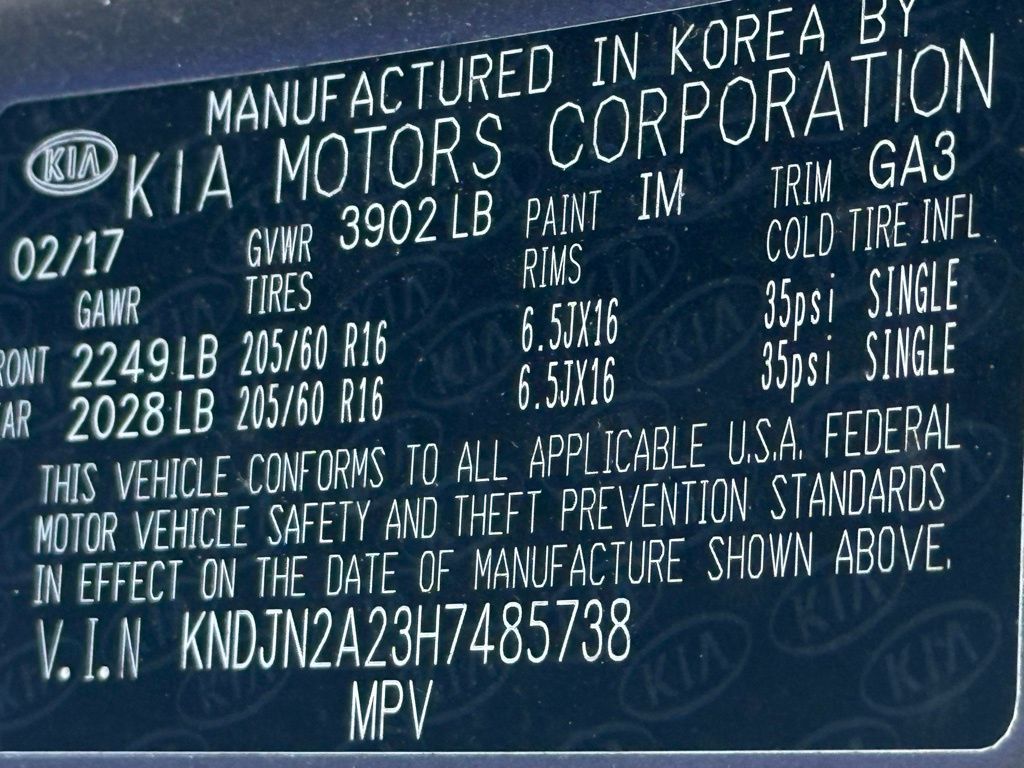 MANUFACTURED IN KOREA BY
KIA KIA MOTORS CORPORATION
02/17 GVWR 3902 LB PAINT IM TRIM GA3
GAWR TIRES RIMS COLD TIRE INFL
RONT 2249 LB 205/60 R16 6.5JX16 35psi SINGLE
AR 2028 LB 205/60 R16 6.5JX16 35psi SINGLE
THIS VEHICLE CONFORMS TO ALL APPLICABLE U.S.A. FEDERAL
MOTOR VEHICLE SAFETY AND THEFT PREVENTION STANDARDS
IN EFFECT ON THE DATE OF MANUFACTURE SHOWN ABOVE.
V.I.N KNDJN2A23H7485738
MPV